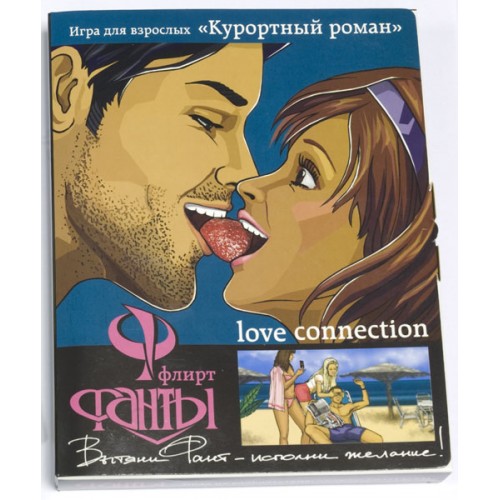 Игра для взрослых «Курортный роман»
love connection
флирт
ФАНТЫ
Вытяни Фант – исполни желание!